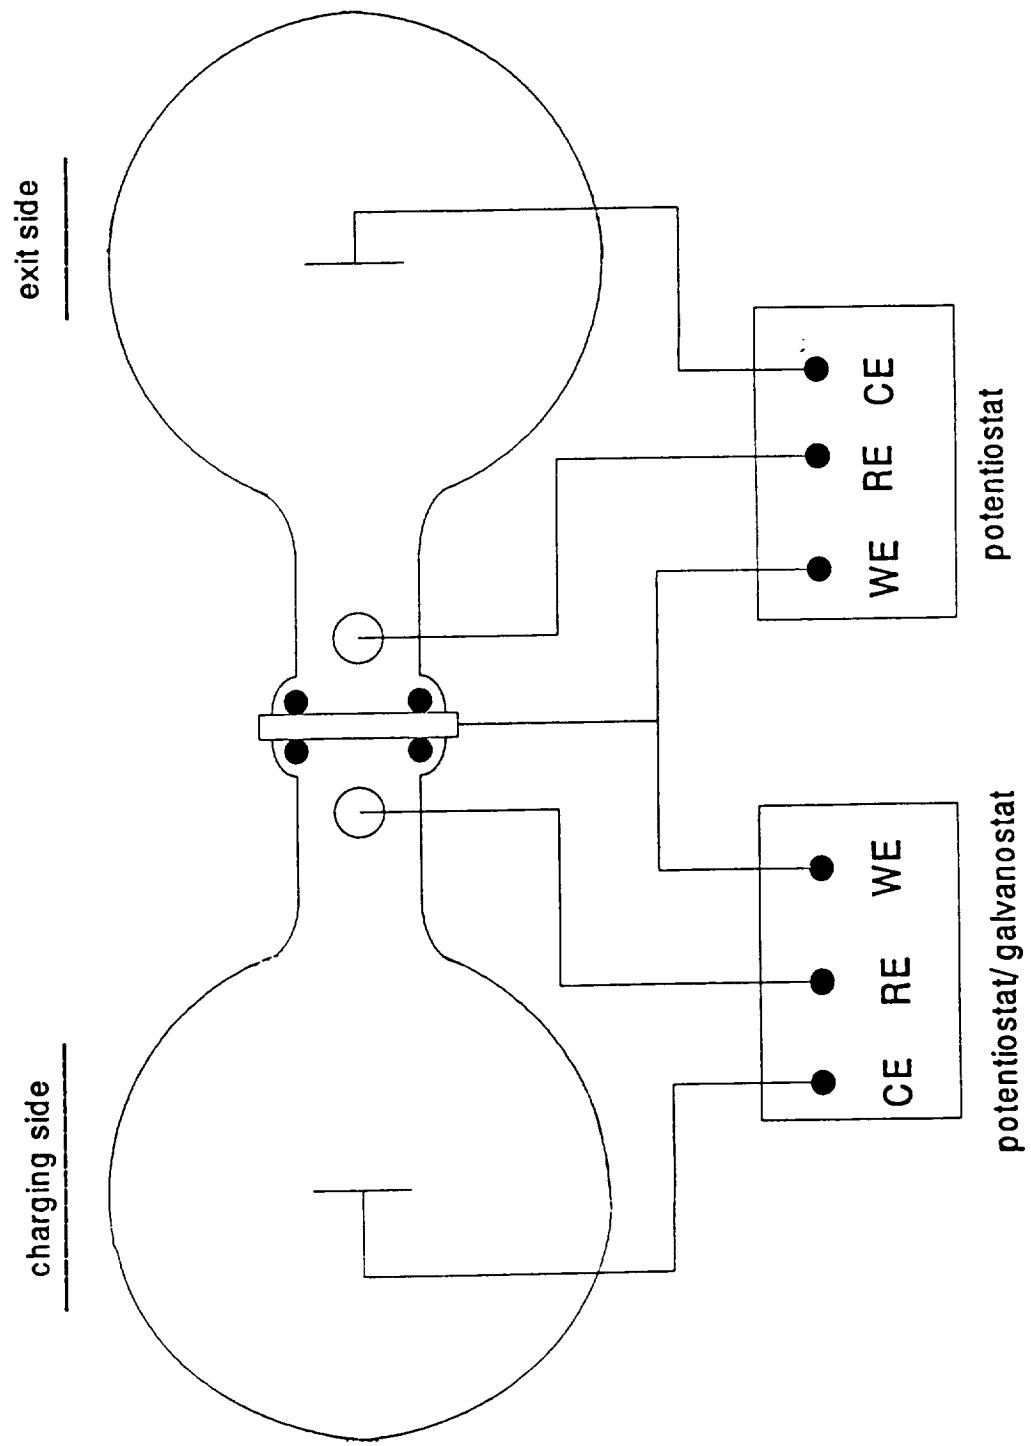 charging side
exit side
CE RE WE
WE RE CE
potentiostat/ galvanostat
potentiostat